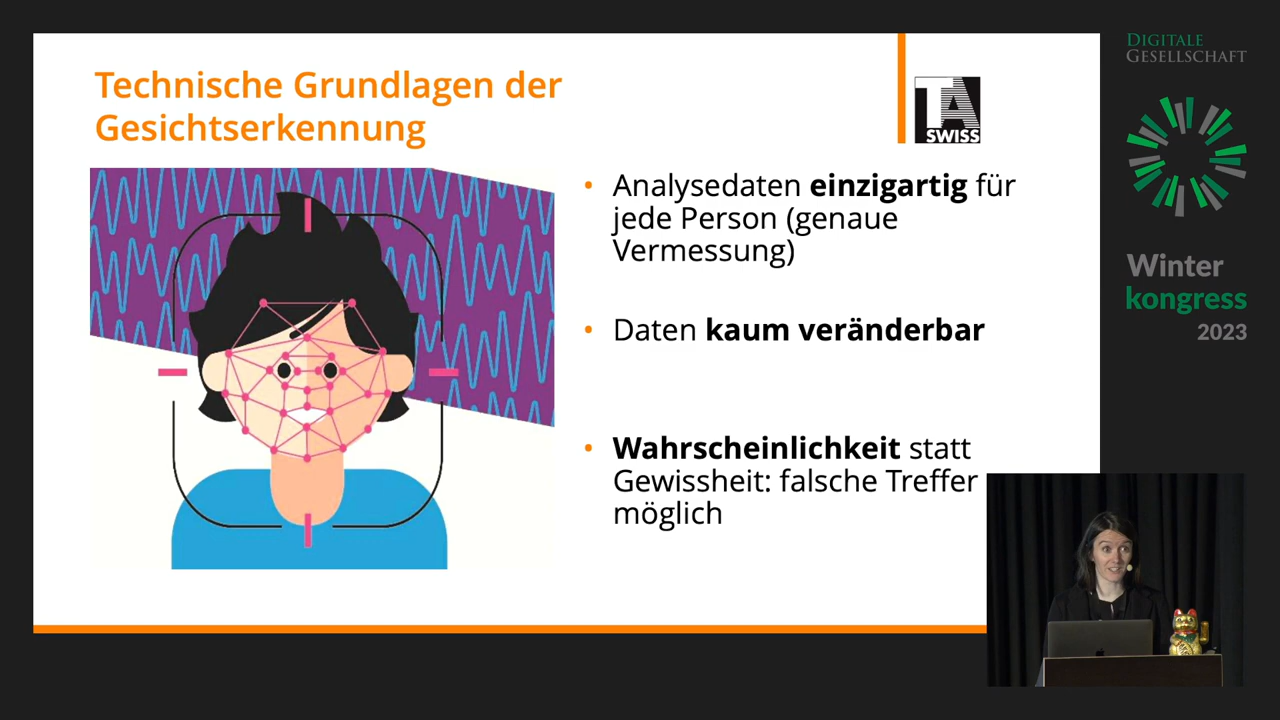 Technische Grundlagen der
Gesichtserkennung
TA
SWISS
• Analysedaten einzigartig für
jede Person (genaue
Vermessung)
• Daten kaum veränderbar
• Wahrscheinlichkeit statt
Gewissheit: falsche Treffer
möglich
DIGITALE
GESELLSCHAFT
Winter
kongress
2023